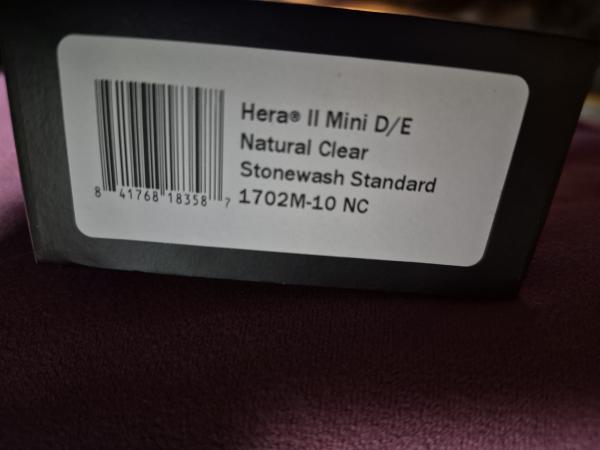 Hera® II Mini D/E
Natural Clear
Stonewash Standard
1702M-10 NC
8 41768 18358 7